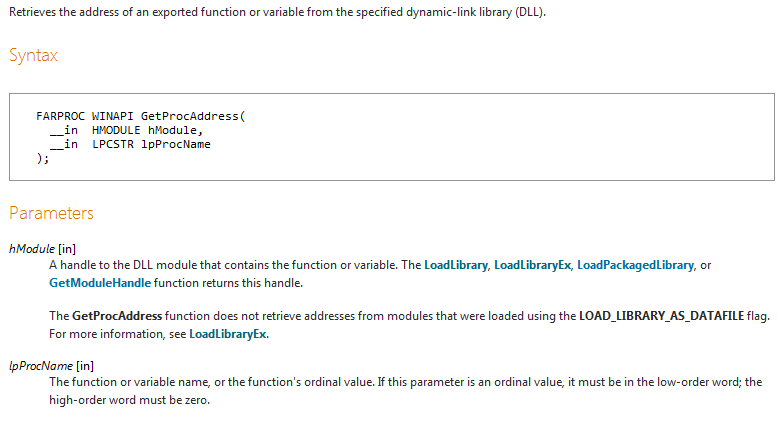 Retrieves the address of an exported function or variable from the specified dynamic-link library (DLL).
Syntax
FARPROC WINAPI GetProcAddress(
  __in  HMODULE hModule,
  __in  LPCSTR lpProcName
);
Parameters
hModule [in]
A handle to the DLL module that contains the function or variable. The LoadLibrary, LoadLibraryEx, LoadPackagedLibrary, or
GetModuleHandle function returns this handle.
The GetProcAddress function does not retrieve addresses from modules that were loaded using the LOAD_LIBRARY_AS_DATAFILE flag.
For more information, see LoadLibraryEx.
lpProcName [in]
The function or variable name, or the function's ordinal value. If this parameter is an ordinal value, it must be in the low-order word; the
high-order word must be zero.